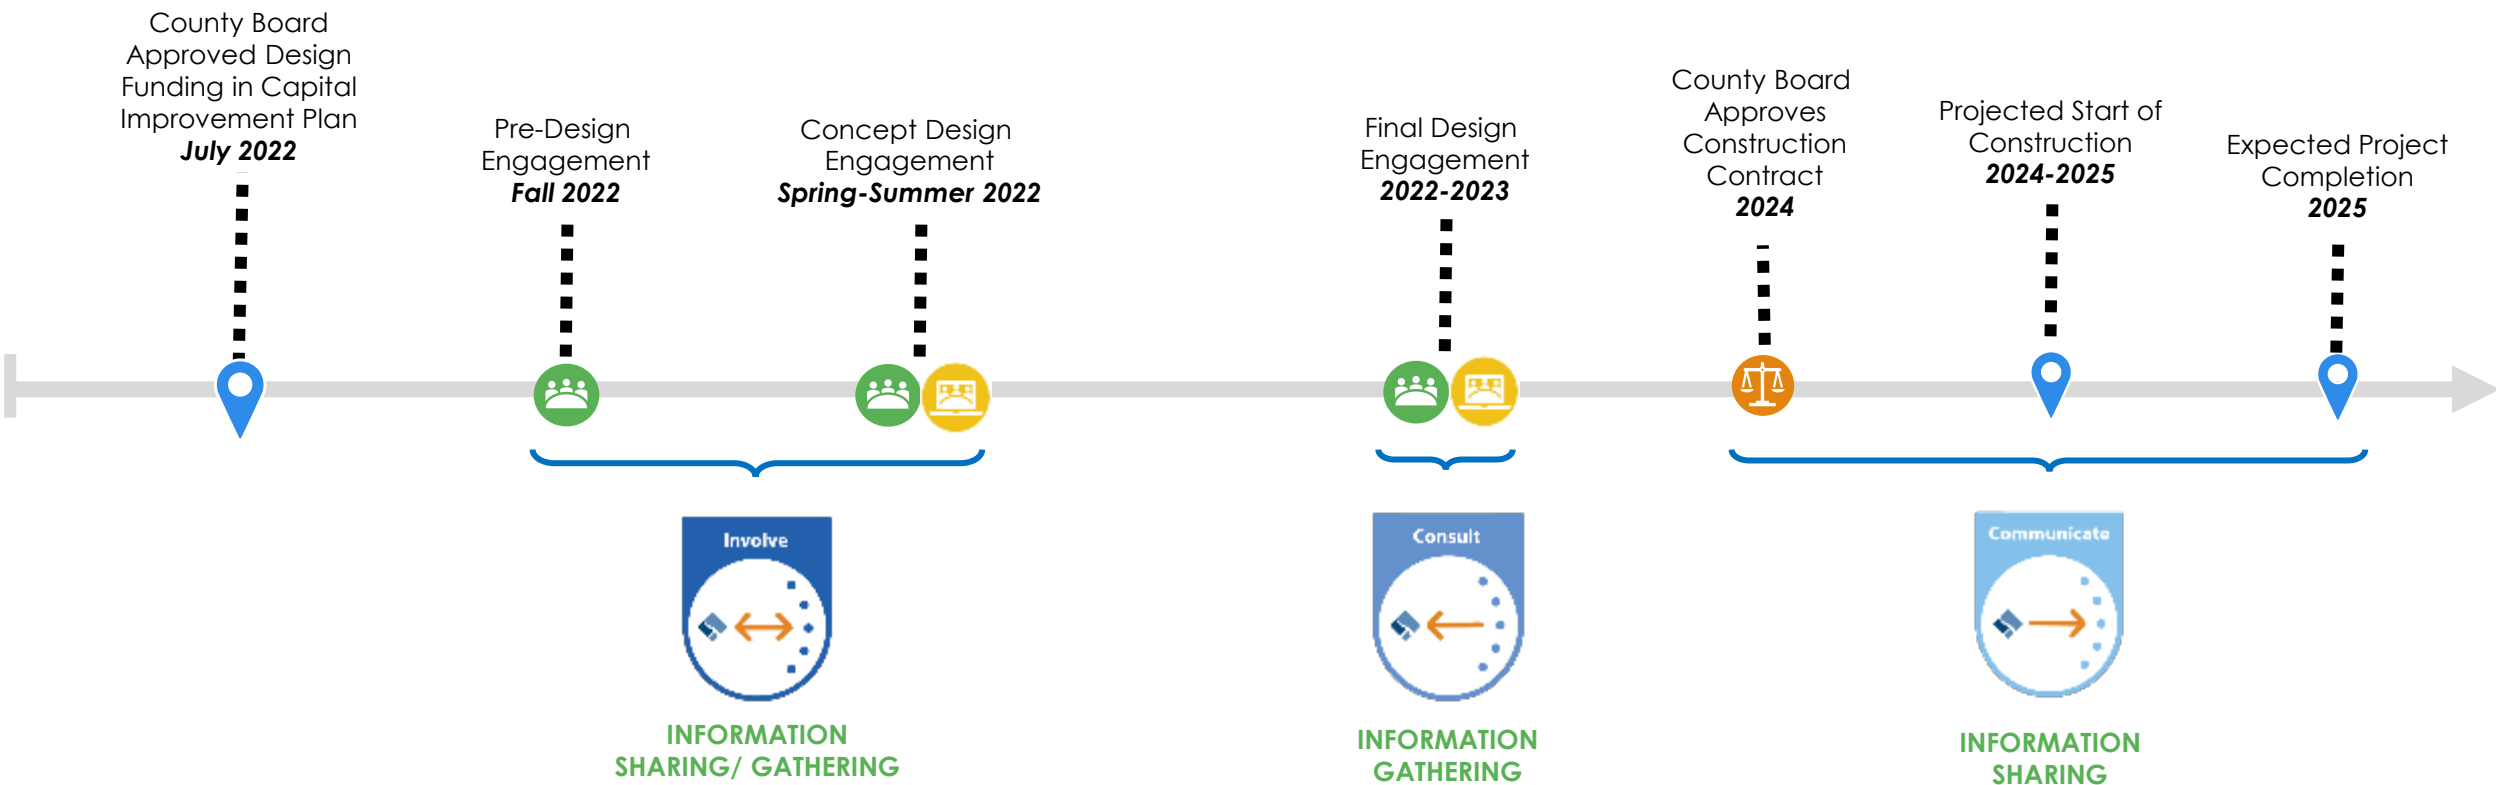 County Board
Approved Design
Funding in Capital
Improvement Plan
July 2022
Pre-Design
Engagement
Fall 2022
Concept Design
Engagement
Spring-Summer 2022
Final Design
Engagement
2022-2023
County Board
Approves
Construction
Contract
2024
Projected Start of
Construction
2024-2025
Expected Project
Completion
2025
Involve
INFORMATION
SHARING/ GATHERING
Consult
INFORMATION
GATHERING
Communicate
INFORMATION
SHARING